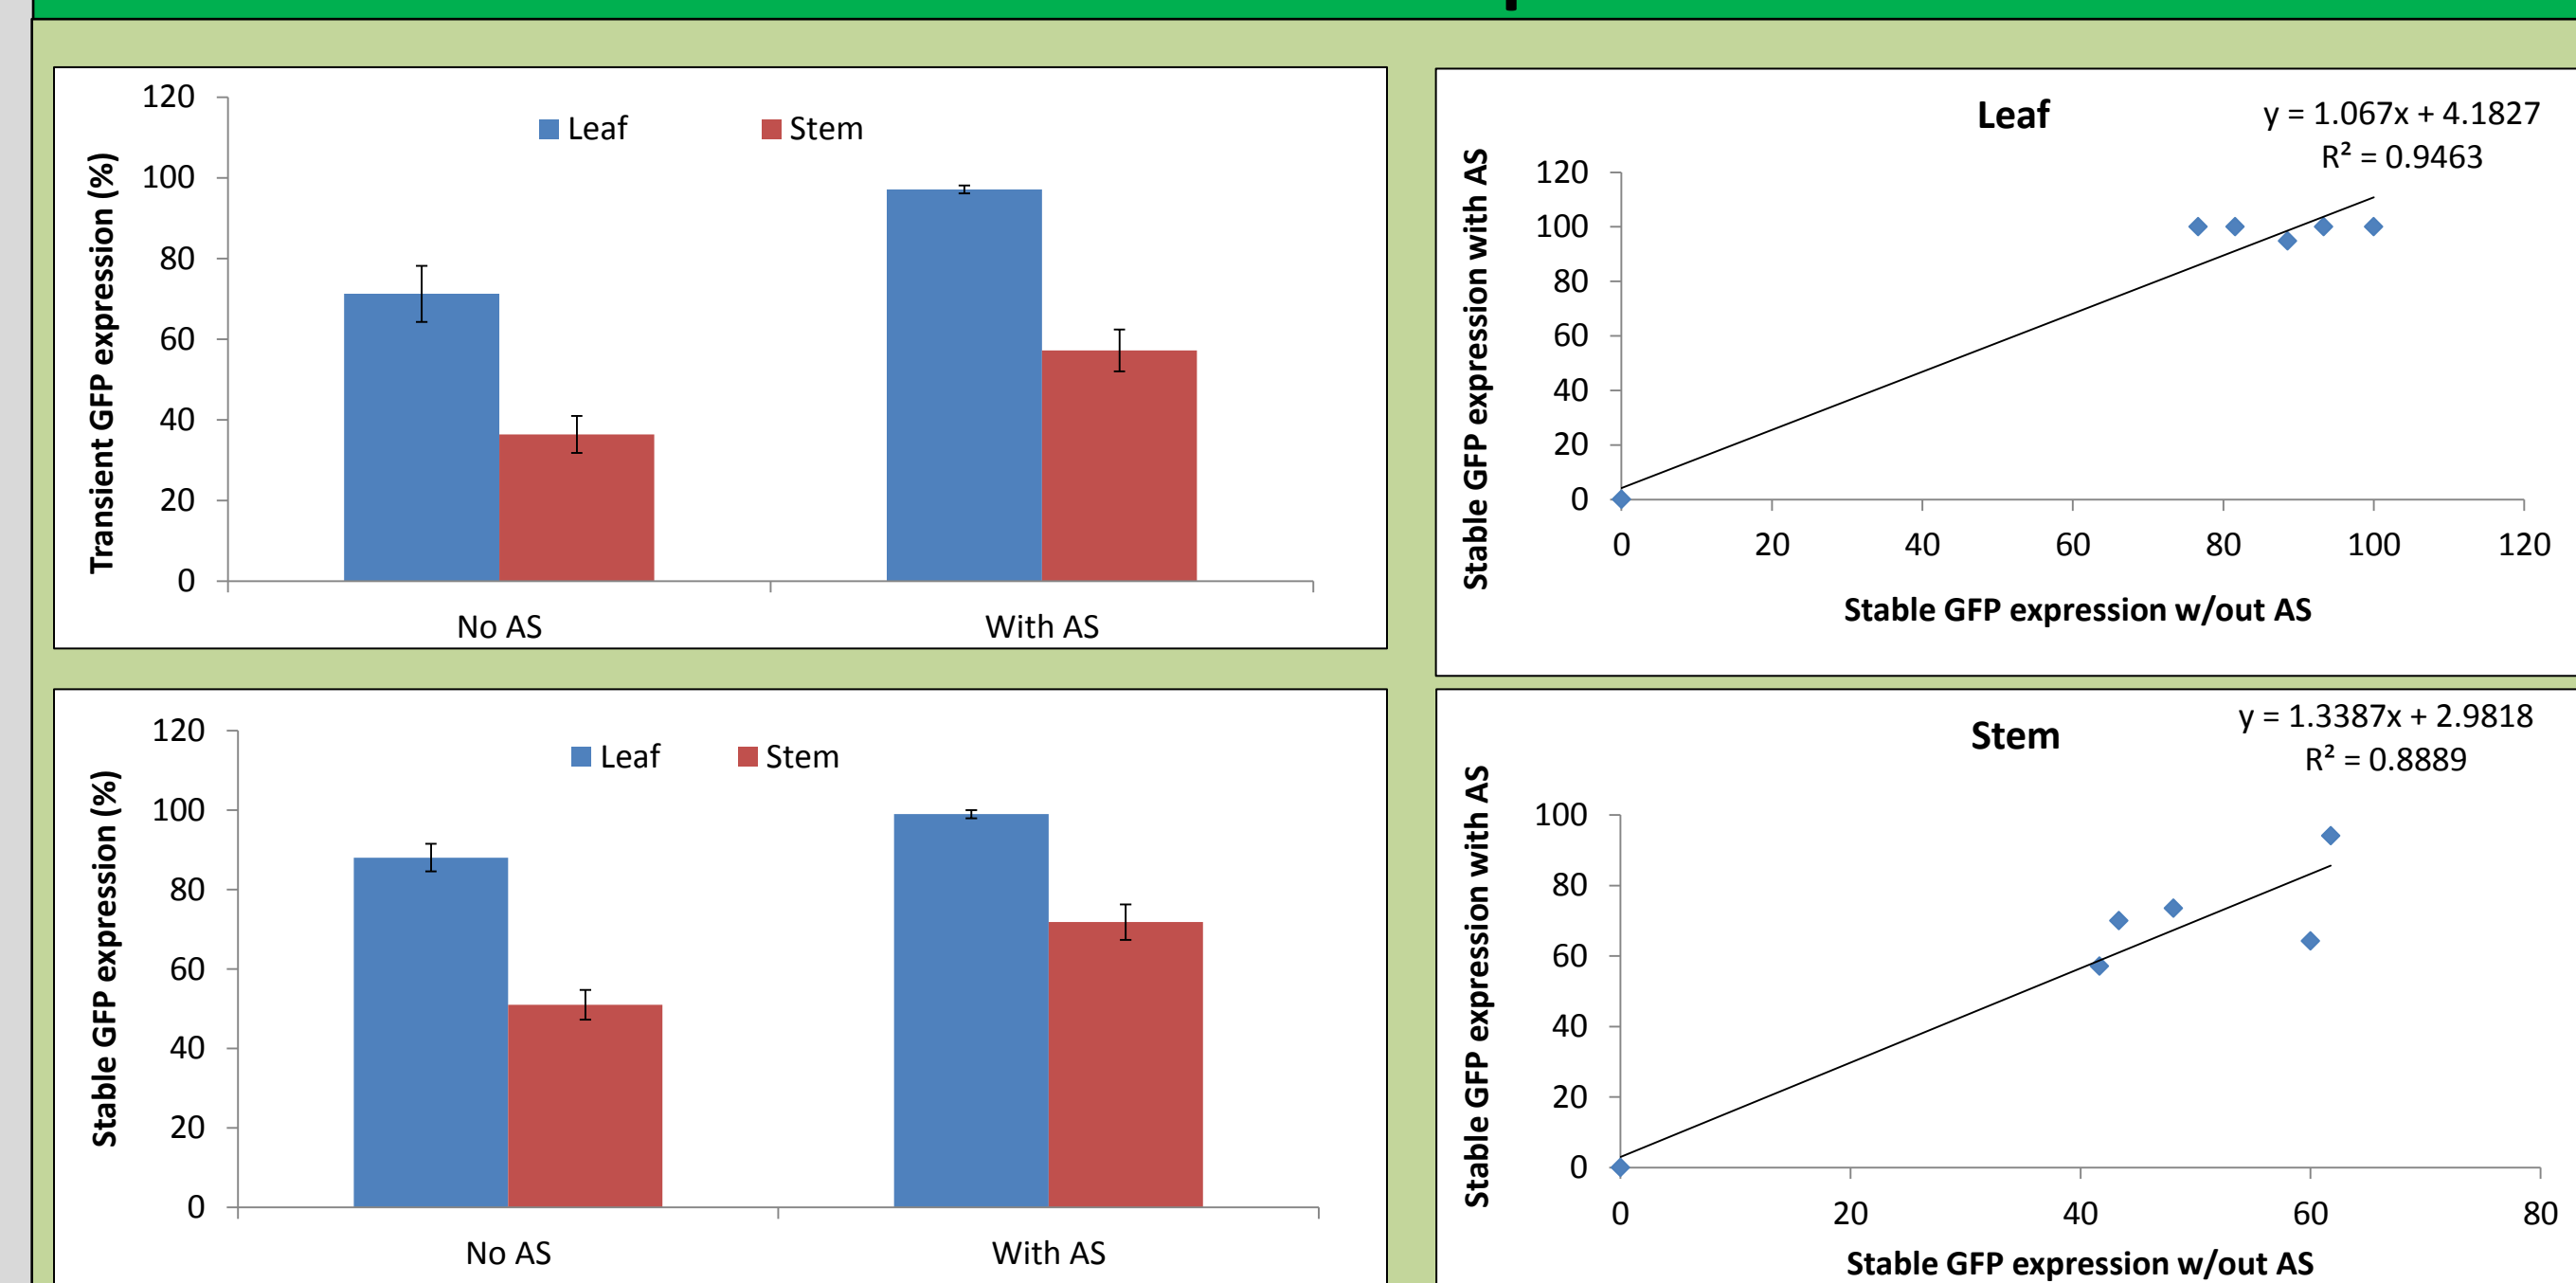 120
100
80
60
40
20
0
Transient GFP expression (%)
Leaf Stem
No AS With AS
Leaf
y = 1.067x + 4.1827
R² = 0.9463
120
100
80
60
40
20
0
Stable GFP expression with AS
0 20 40 60 80 100 120
Stable GFP expression w/out AS
120
100
80
60
40
20
0
Stable GFP expression (%)
Leaf Stem
No AS With AS
Stem
y = 1.3387x + 2.9818
R² = 0.8889
100
80
60
40
20
0
Stable GFP expression with AS
0 20 40 60 80
Stable GFP expression w/out AS